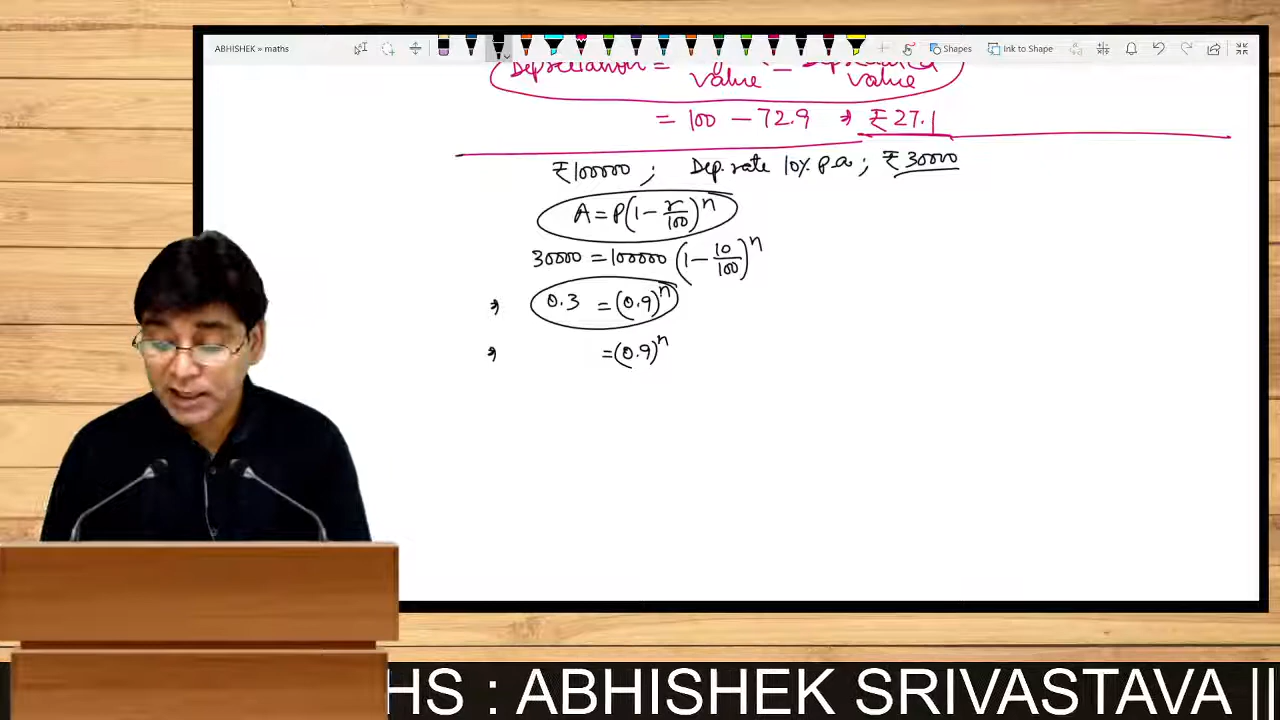 ABHISHEK » maths
Shapes
Ink to Shape
Depreciation = 
value – value
= 100 – 72.9 ⇒ ₹27.1
₹100000 ; Dep. rate 10% p.a ; ₹30000
A = P(1 – r/100)^n
30000 = 100000 (1 – 10/100)^n
⇒ 0.3 = (0.9)^n
⇒ = (0.9)^n
HS : ABHISHEK SRIVASTAVA ||